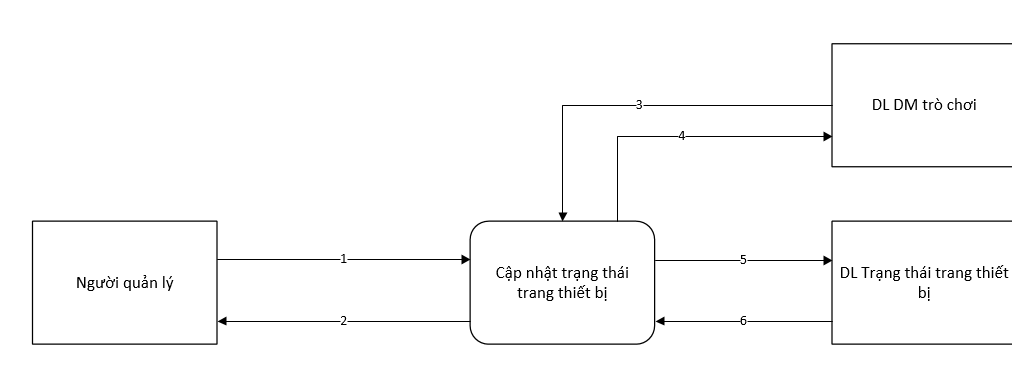 DL DM trò chơi
3
4
Người quản lý
1
2
Cập nhật trạng thái
trang thiết bị
5
6
DL Trạng thái trang thiết
bị